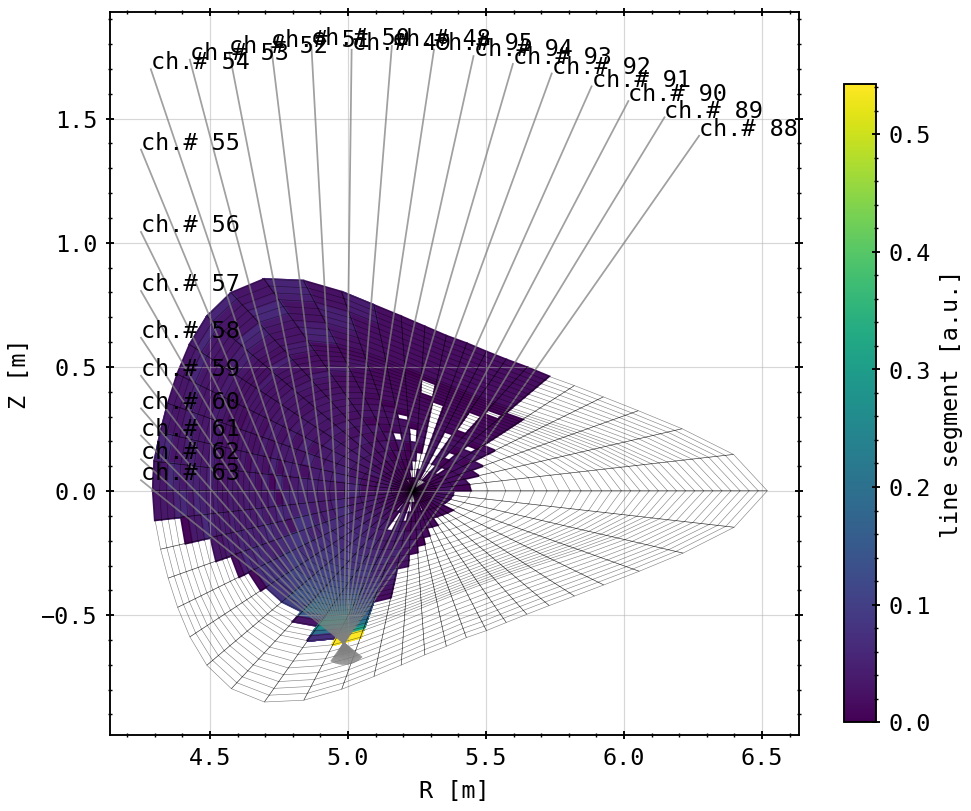 ch.# 50
ch.# 49
ch.# 48
ch.# 51
ch.# 95
ch.# 52
ch.# 94
ch.# 53
ch.# 93
ch.# 54
ch.# 92
ch.# 91
ch.# 90
ch.# 89
ch.# 88
ch.# 55
ch.# 56
ch.# 57
ch.# 58
ch.# 59
ch.# 60
ch.# 61
ch.# 62
ch.# 63
1.5
1.0
0.5
0.0
−0.5
Z [m]
4.5 5.0 5.5 6.0 6.5
R [m]
0.5
0.4
0.3
0.2
0.1
0.0
line segment [a.u.]